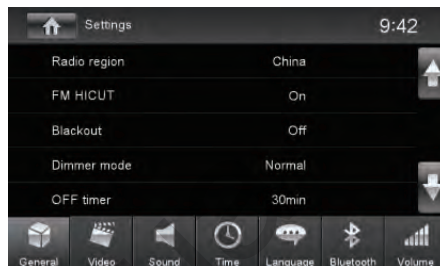 Settings 9:42
Radio region China
FM HICUT On
Blackout Off
Dimmer mode Normal
OFF timer 30min
General Video Sound Time Language Bluetooth Volume